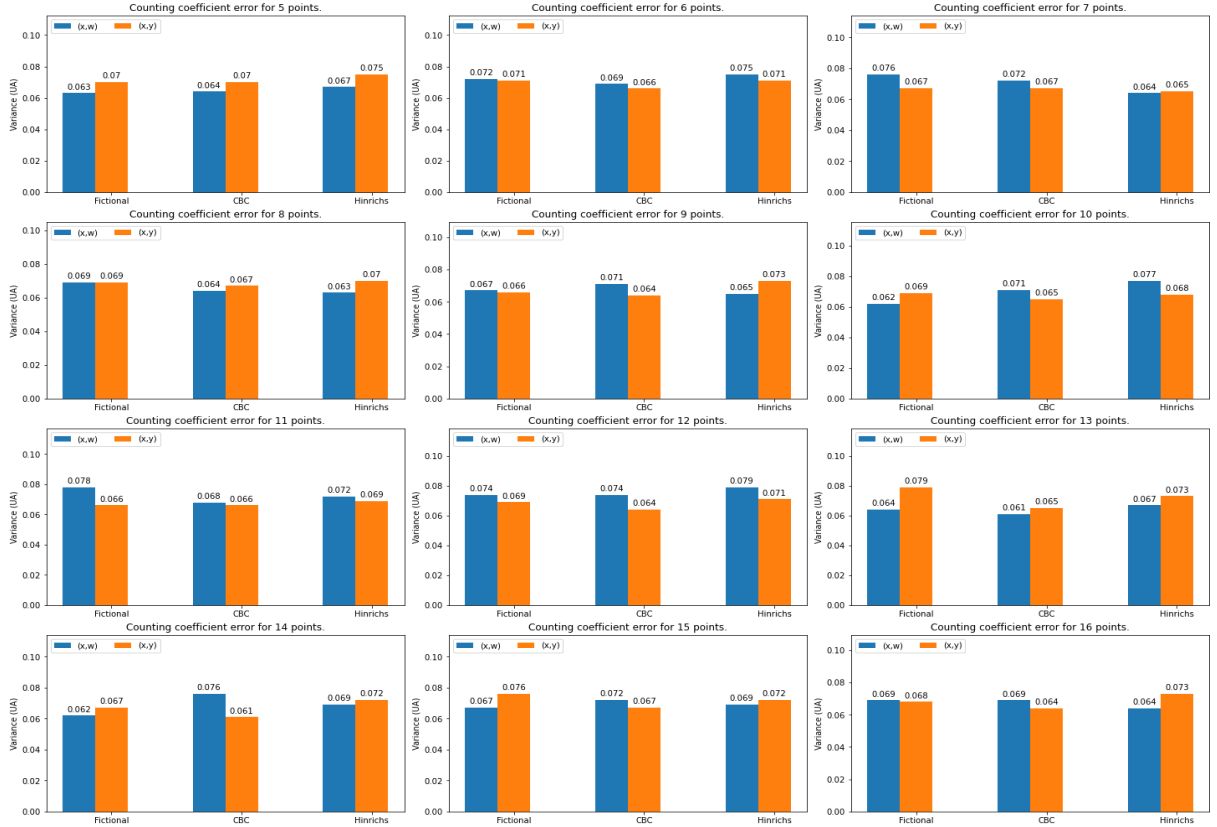 Counting coefficient error for 5 points.
(x,w) (x,y)
Variance (UA)
0.10
0.08
0.06
0.04
0.02
0.00
0.063 0.07 0.064 0.07 0.067 0.075
Fictional CBC Hinrichs
Counting coefficient error for 6 points.
(x,w) (x,y)
Variance (UA)
0.10
0.08
0.06
0.04
0.02
0.00
0.072 0.071 0.069 0.066 0.075 0.071
Fictional CBC Hinrichs
Counting coefficient error for 7 points.
(x,w) (x,y)
Variance (UA)
0.10
0.08
0.06
0.04
0.02
0.00
0.076 0.067 0.072 0.067 0.064 0.065
Fictional CBC Hinrichs
Counting coefficient error for 8 points.
(x,w) (x,y)
Variance (UA)
0.10
0.08
0.06
0.04
0.02
0.00
0.069 0.069 0.064 0.067 0.063 0.07
Fictional CBC Hinrichs
Counting coefficient error for 9 points.
(x,w) (x,y)
Variance (UA)
0.10
0.08
0.06
0.04
0.02
0.00
0.067 0.066 0.071 0.064 0.065 0.073
Fictional CBC Hinrichs
Counting coefficient error for 10 points.
(x,w) (x,y)
Variance (UA)
0.10
0.08
0.06
0.04
0.02
0.00
0.062 0.069 0.071 0.065 0.077 0.068
Fictional CBC Hinrichs
Counting coefficient error for 11 points.
(x,w) (x,y)
Variance (UA)
0.10
0.08
0.06
0.04
0.02
0.00
0.078 0.066 0.068 0.066 0.072 0.069
Fictional CBC Hinrichs
Counting coefficient error for 12 points.
(x,w) (x,y)
Variance (UA)
0.10
0.08
0.06
0.04
0.02
0.00
0.074 0.069 0.074 0.064 0.079 0.071
Fictional CBC Hinrichs
Counting coefficient error for 13 points.
(x,w) (x,y)
Variance (UA)
0.10
0.08
0.06
0.04
0.02
0.00
0.064 0.079 0.061 0.065 0.067 0.073
Fictional CBC Hinrichs
Counting coefficient error for 14 points.
(x,w) (x,y)
Variance (UA)
0.10
0.08
0.06
0.04
0.02
0.00
0.062 0.067 0.076 0.061 0.069 0.072
Fictional CBC Hinrichs
Counting coefficient error for 15 points.
(x,w) (x,y)
Variance (UA)
0.10
0.08
0.06
0.04
0.02
0.00
0.067 0.076 0.072 0.067 0.069 0.072
Fictional CBC Hinrichs
Counting coefficient error for 16 points.
(x,w) (x,y)
Variance (UA)
0.10
0.08
0.06
0.04
0.02
0.00
0.069 0.068 0.069 0.064 0.064 0.073
Fictional CBC Hinrichs